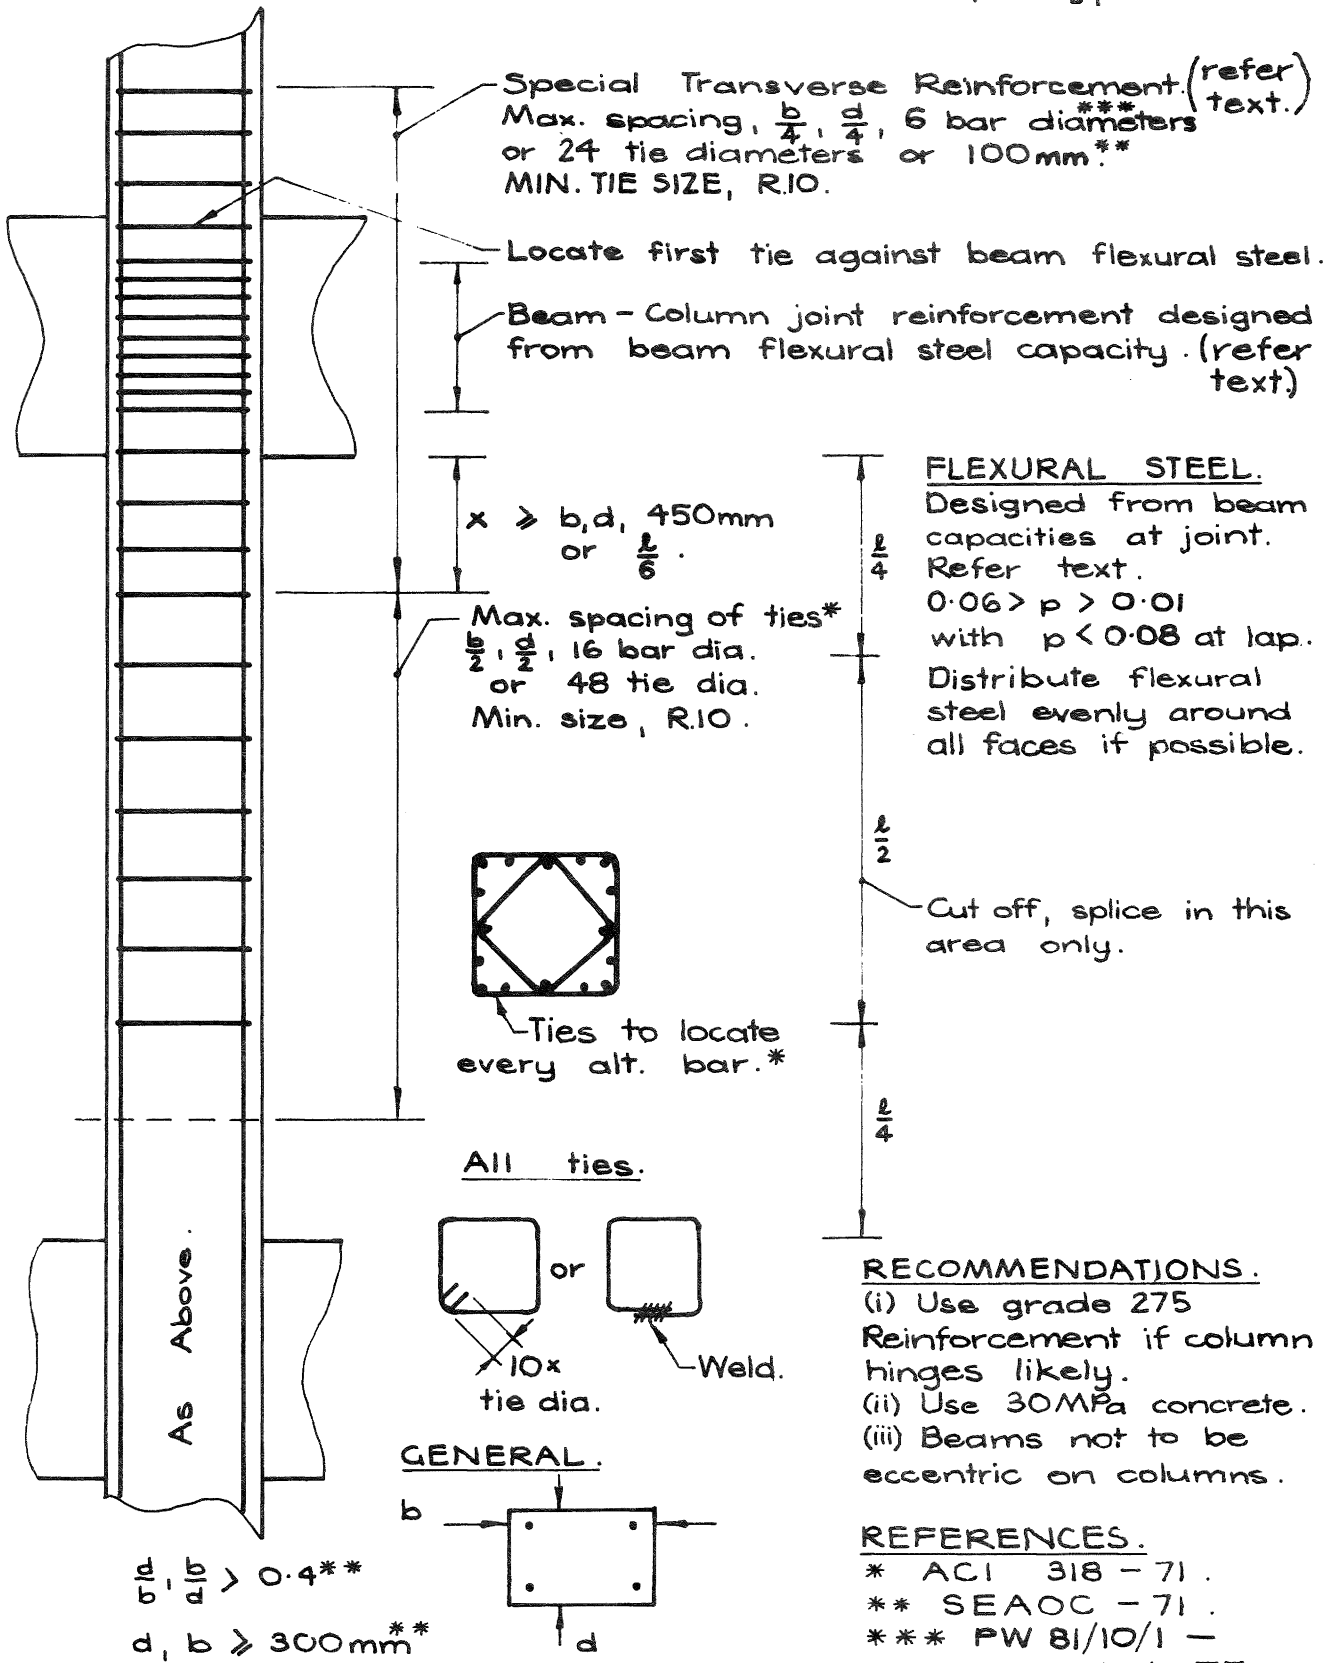 Special Transverse Reinforcement. (refer text.)
Max. spacing, b/4, d/4, 6 bar diameters***
or 24 tie diameters or 100mm.**
MIN. TIE SIZE, R.10.
Locate first tie against beam flexural steel.
Beam - Column joint reinforcement designed
from beam flexural steel capacity. (refer
text.)
x ⩾ b,d, 450mm
or ℓ/6 .
Max. spacing of ties*
b/2, d/2, 16 bar dia.
or 48 tie dia.
Min. size, R.10.
ℓ/4
FLEXURAL STEEL.
Designed from beam
capacities at joint.
Refer text.
0.06 > p > 0.01
with p < 0.08 at lap.
Distribute flexural
steel evenly around
all faces if possible.
ℓ/2
Cut off, splice in this
area only.
Ties to locate
every alt. bar.*
ℓ/4
All ties.
or
10x
tie dia.
Weld.
As Above.
RECOMMENDATIONS.
(i) Use grade 275
Reinforcement if column
hinges likely.
(ii) Use 30MPa concrete.
(iii) Beams not to be
eccentric on columns.
GENERAL.
b
d
d/b, b/d > 0.4**
d, b ⩾ 300mm**
REFERENCES.
* ACI 318 - 71.
** SEAOC - 71.
*** PW 81/10/1 -